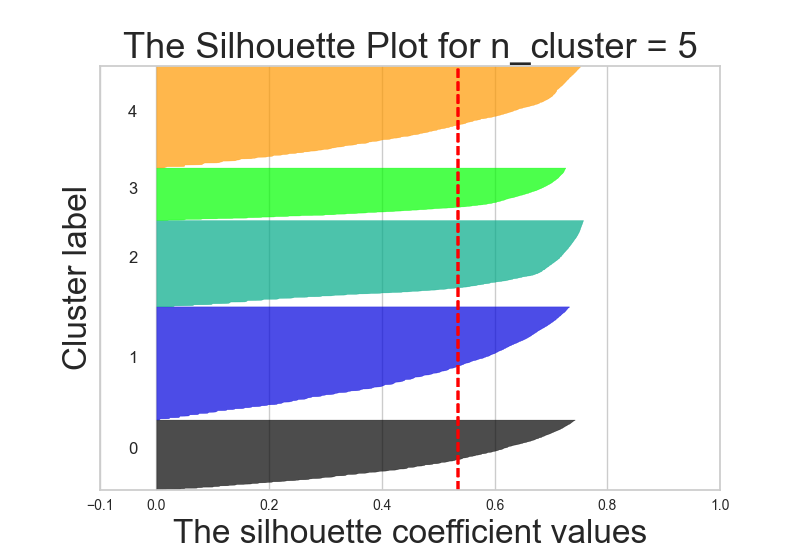 The Silhouette Plot for n_cluster = 5
4
3
2
1
0
Cluster label
−0.1 0.0 0.2 0.4 0.6 0.8 1.0
The silhouette coefficient values